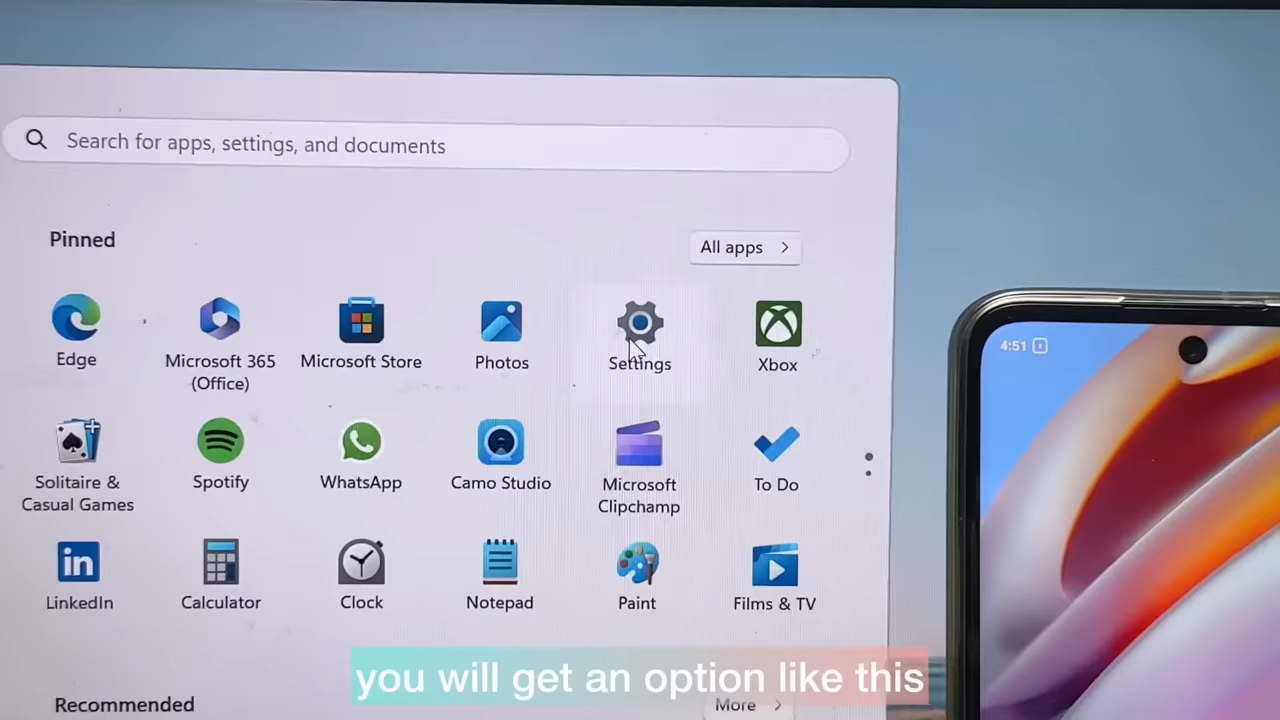 Search for apps, settings, and documents
Pinned
All apps
Edge
Microsoft 365
(Office)
Microsoft Store
Photos
Settings
Xbox
4:51
Solitaire &
Casual Games
Spotify
WhatsApp
Camo Studio
Microsoft
Clipchamp
To Do
in
LinkedIn
Calculator
Clock
Notepad
Paint
Films & TV
you will get an option like this
Recommended
More